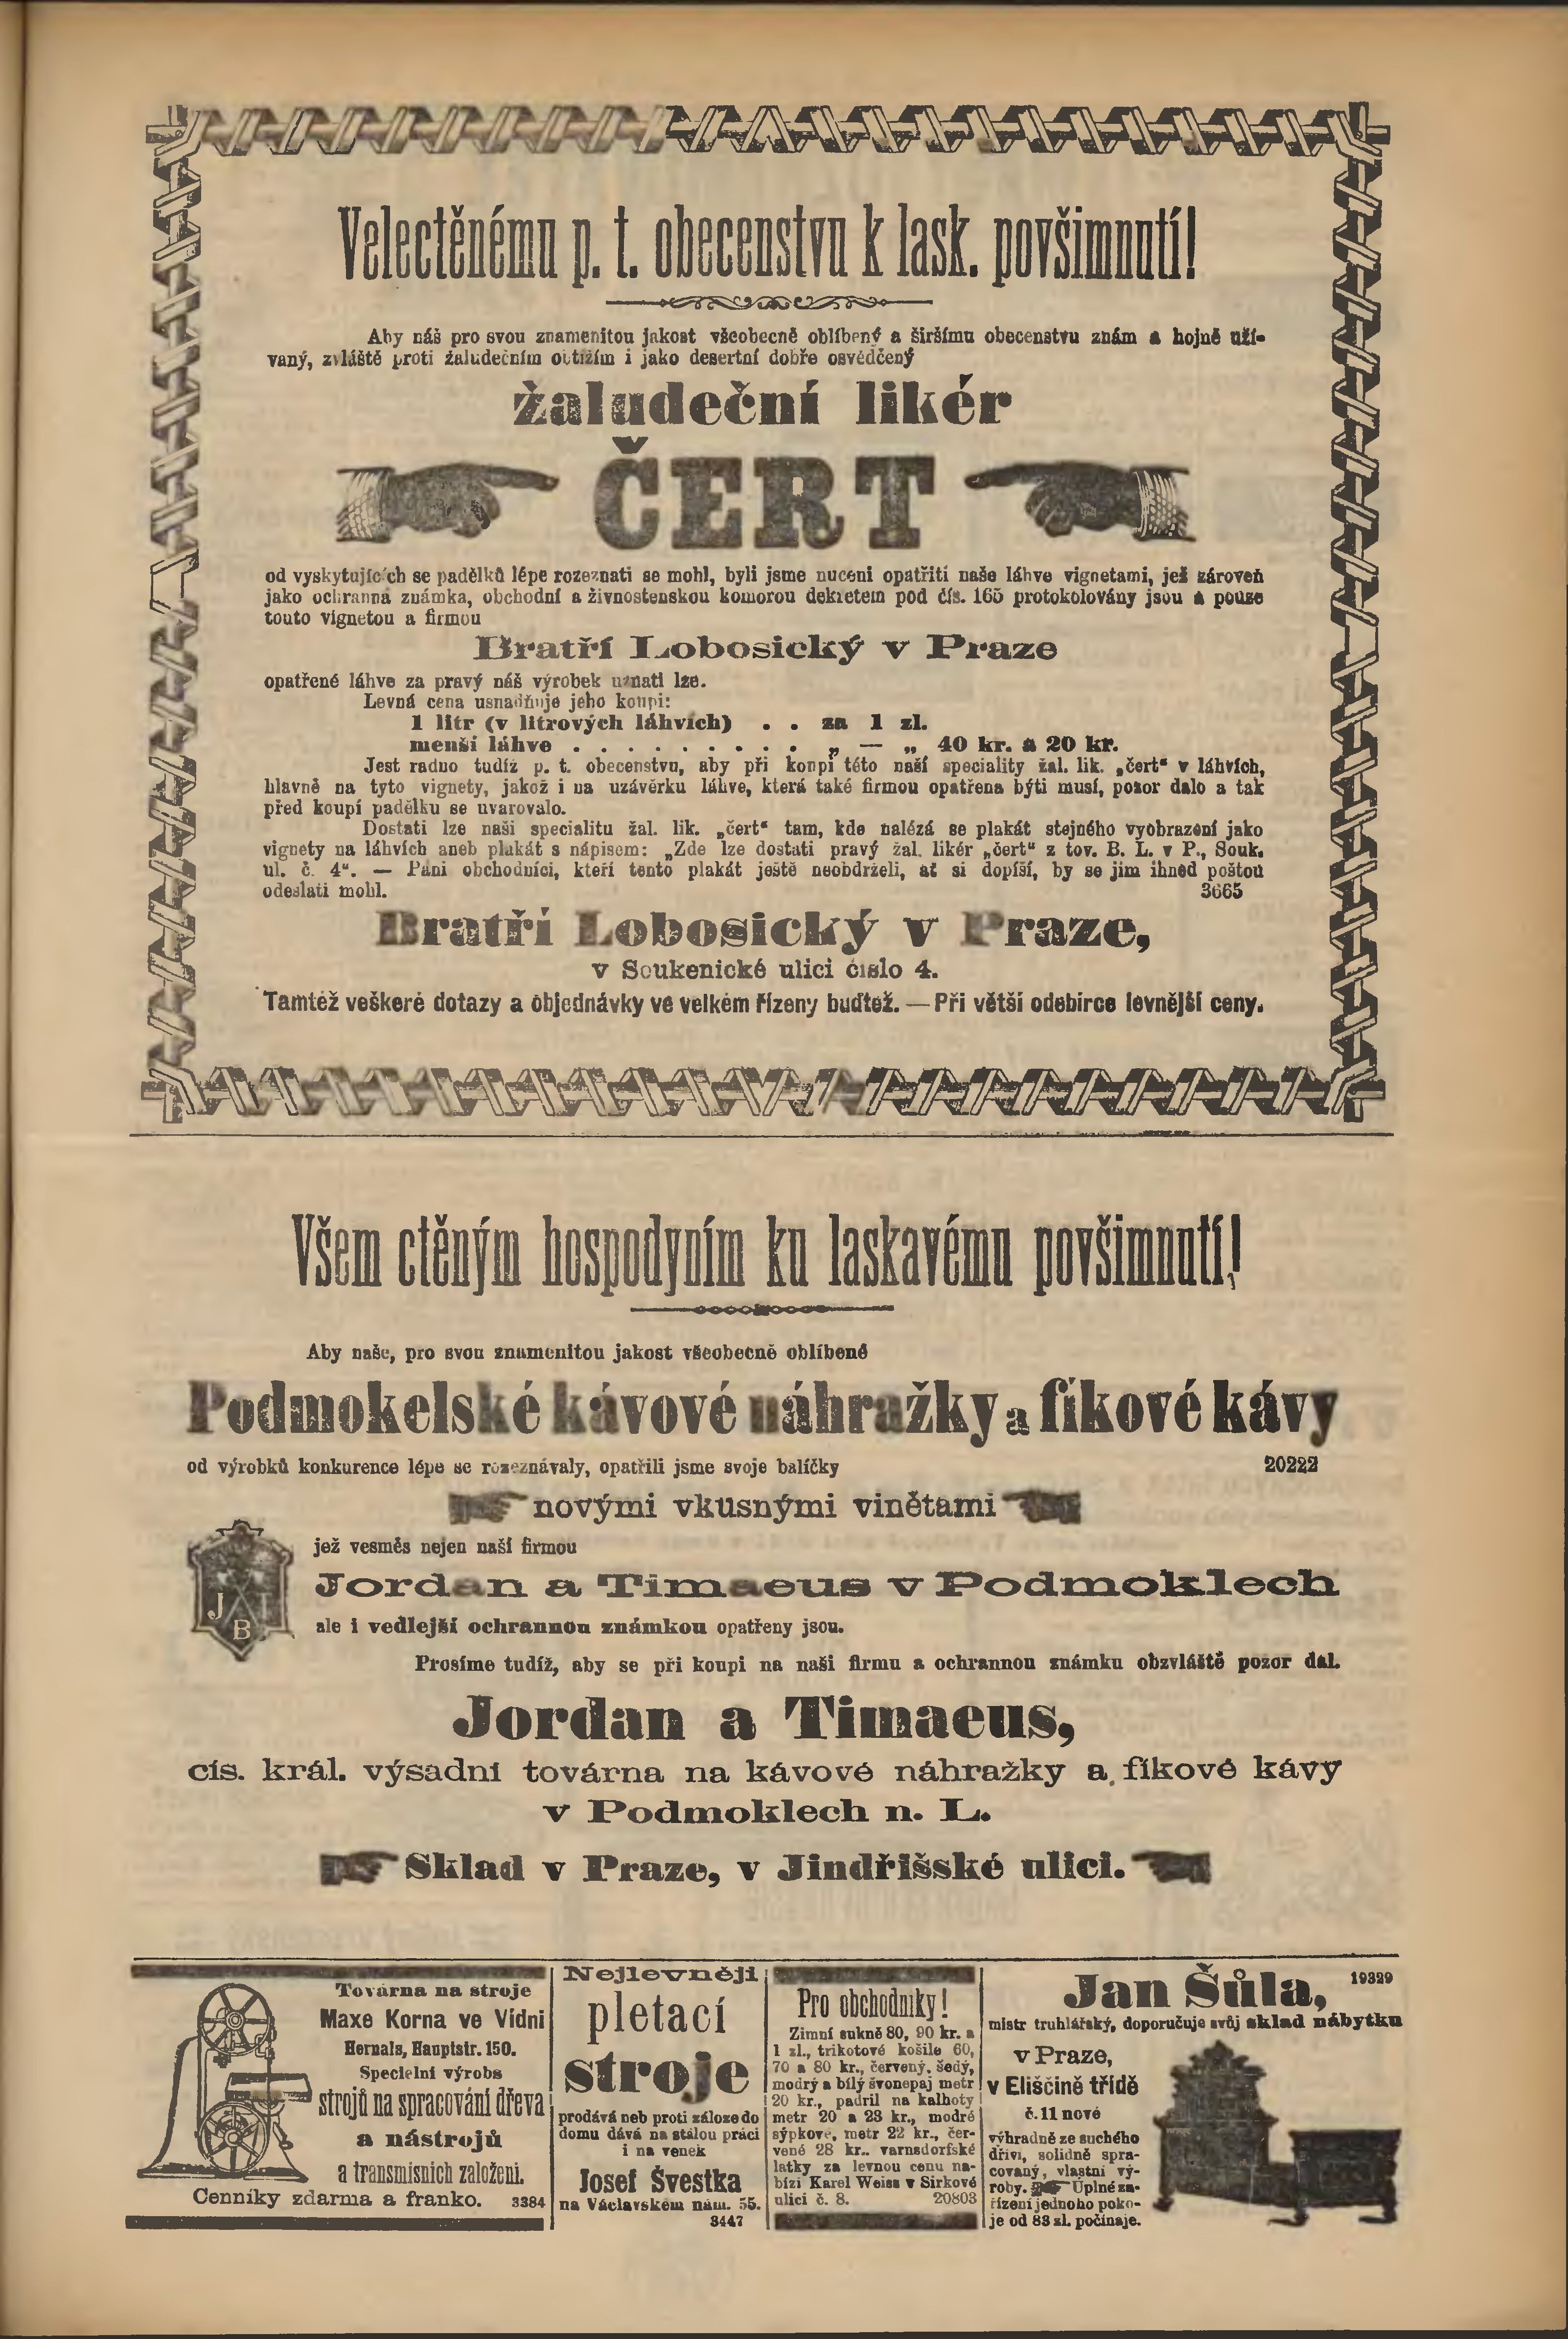 Velectěnému p. t. obecenstvu k lask. povšimnutí!
Aby náš pro svou znamenitou jakost všeobecně oblíbený a širšímu obecenstvu znám a hojně uží-
vaný, zvláště proti žaludečním obtížím i jako desertní dobře osvědčený
žaludeční likér
ČERT
od vyskytujících se padělků lépe rozeznati se mohl, byli jsme nuceni opatřiti naše láhve vignetami, jež zároveň
jako ochranná známka, obchodní a živnostenskou komorou dekretem pod čís. 165 protokolovány jsou a pouze
touto vignetou a firmou
Bratří Lobosický v Praze
opatřené láhve za pravý náš výrobek uznati lze.
Levná cena usnadňuje jeho koupi:
1 litr (v litrových láhvích) . . za 1 zl.
menší láhve . . . . . . . . . „ — „ 40 kr. a 20 kr.
Jest radno tudíž p. t. obecenstvu, aby při koupi této naší speciality žal. lik. „čert“ v láhvích,
hlavně na tyto vignety, jakož i na uzávěrku láhve, která také firmou opatřena býti musí, pozor dalo a tak
před koupí padělku se uvarovalo.
Dostati lze naši specialitu žal. lik. „čert“ tam, kde nalézá se plakát stejného vyobrazení jako
vignety na láhvích aneb plakát s nápisem: „Zde lze dostati pravý žal. likér „čert“ z tov. B. L. v P., Souk.
ul. č. 4“. — Páni obchodníci, kteří tento plakát ještě neobdrželi, ať si dopíší, by se jim ihned poštou
odeslati mohl. 3665
Bratří Lobosický v Praze,
v Soukenické ulici číslo 4.
Tamtéž veškeré dotazy a objednávky ve velkém řízeny buďtež. — Při větší odebírce levnější ceny.
Všem ctěným hospodyním ku laskavému povšimnutí!
Aby naše, pro svou znamenitou jakost všeobecně oblíbené
Podmokelské kávové náhražky a fíkové kávy
od výrobků konkurence lépe se rozeznávaly, opatřili jsme svoje balíčky 20222
novými vkusnými vinětami
jež vesměs nejen naší firmou
Jordan a Timaeus v Podmoklech
J T
B
ale i vedlejší ochrannou známkou opatřeny jsou.
Prosíme tudíž, aby se při koupi na naši firmu a ochrannou známku obzvláště pozor dal.
Jordan a Timaeus,
cís. král. výsadní továrna na kávové náhražky a fíkové kávy
v Podmoklech n. L.
Sklad v Praze, v Jindřišské ulici.
Továrna na stroje
Maxe Korna ve Vídni
Hernals, Hauptstr. 150.
Specielní výroba
strojů na spracování dřeva
a nástrojů
a transmisních založení.
Cenníky zdarma a franko. 3384
Nejlevněji
pletací
stroje
prodává neb proti záloze do
domu dává na stálou práci
i na venek
Josef Švestka
na Václavském nám. 55.
3447
Pro obchodníky!
Zimní sukně 80, 90 kr. a
1 zl., trikotové košile 60,
70 a 80 kr., červený, šedý,
modrý a bílý švonepaj metr
20 kr., padril na kalhoty
metr 20 a 23 kr., modré
sýpkove, metr 22 kr., čer-
vené 28 kr., varnsdorfské
latky za levnou cenu na-
bízí Karel Weiss v Sirkové
ulici č. 8. 20803
Jan Šůla, 19329
mistr truhlářský, doporučuje svůj sklad nábytku
v Praze,
v Eliščině třídě
č. 11 nové
výhradně ze suchého
dříví, solidně spra-
covaný, vlastní vý-
roby. Úplné za-
řízení jednoho poko-
je od 83 zl. počínaje.